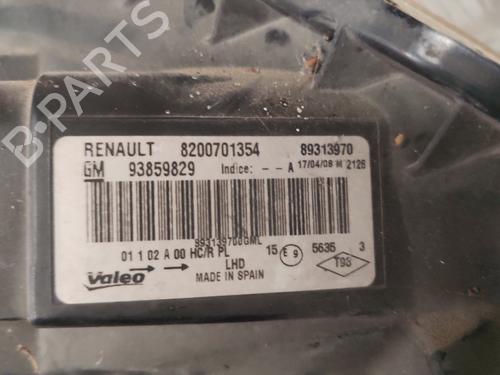 RENAULT 8200701354 89313970
GM 93859829 Indice: - - A 17/04/08 M 2126
893139700GML
01 1 02 A 00 HC/R PL 15 E9 5635 3
Valeo LHD T93
MADE IN SPAIN
B-PARTS